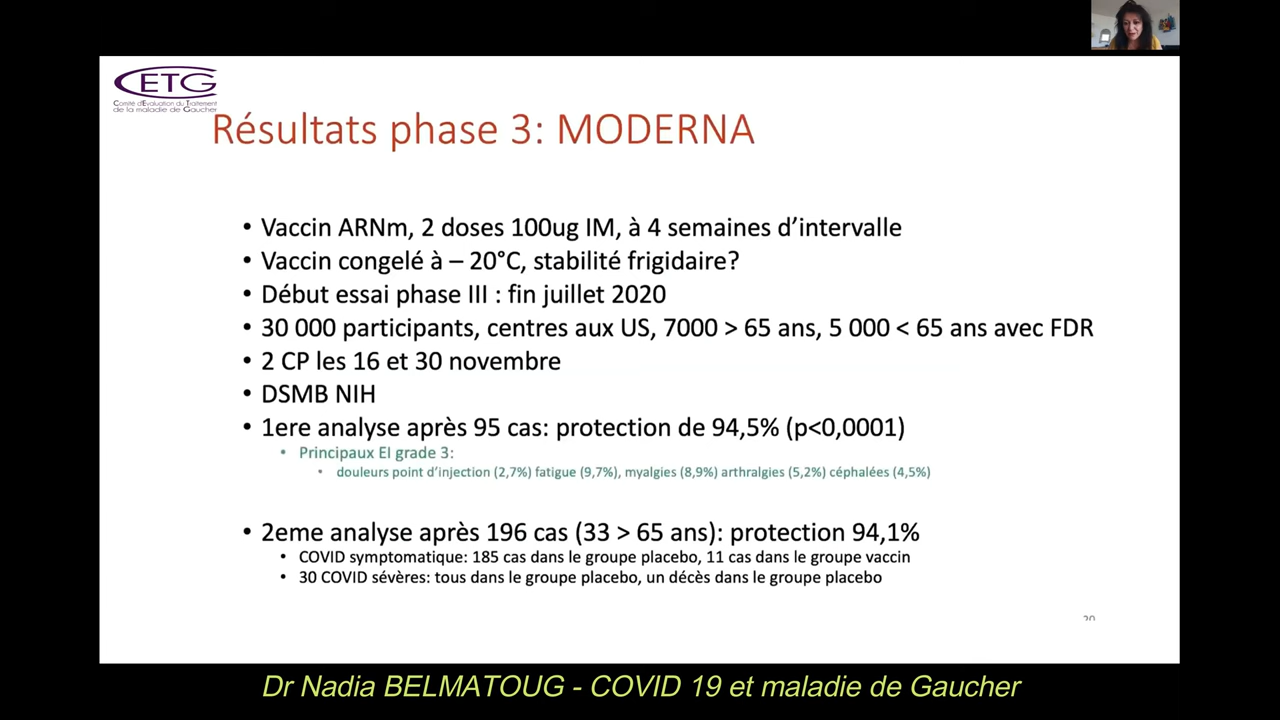 CETG
Comité d'Evaluation du Traitement
de la maladie de Gaucher
Résultats phase 3: MODERNA
• Vaccin ARNm, 2 doses 100ug IM, à 4 semaines d'intervalle
• Vaccin congelé à – 20°C, stabilité frigidaire?
• Début essai phase III : fin juillet 2020
• 30 000 participants, centres aux US, 7000 > 65 ans, 5 000 < 65 ans avec FDR
• 2 CP les 16 et 30 novembre
• DSMB NIH
• 1ere analyse après 95 cas: protection de 94,5% (p<0,0001)
• Principaux EI grade 3:
• douleurs point d'injection (2,7%) fatigue (9,7%), myalgies (8,9%) arthralgies (5,2%) céphalées (4,5%)
• 2eme analyse après 196 cas (33 > 65 ans): protection 94,1%
• COVID symptomatique: 185 cas dans le groupe placebo, 11 cas dans le groupe vaccin
• 30 COVID sévères: tous dans le groupe placebo, un décès dans le groupe placebo
20
Dr Nadia BELMATOUG - COVID 19 et maladie de Gaucher